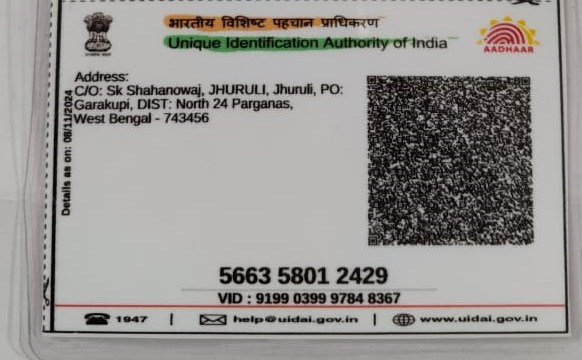 भारतीय विशिष्ट पहचान प्राधिकरण
Unique Identification Authority of India
AADHAAR
Details as on: 08/11/2024
Address:
C/O: Sk Shahanowaj, JHURULI, Jhuruli, PO:
Garakupi, DIST: North 24 Parganas,
West Bengal - 743456
5663 5801 2429
VID : 9199 0399 9784 8367
1947 | help@uidai.gov.in | www.uidai.gov.in